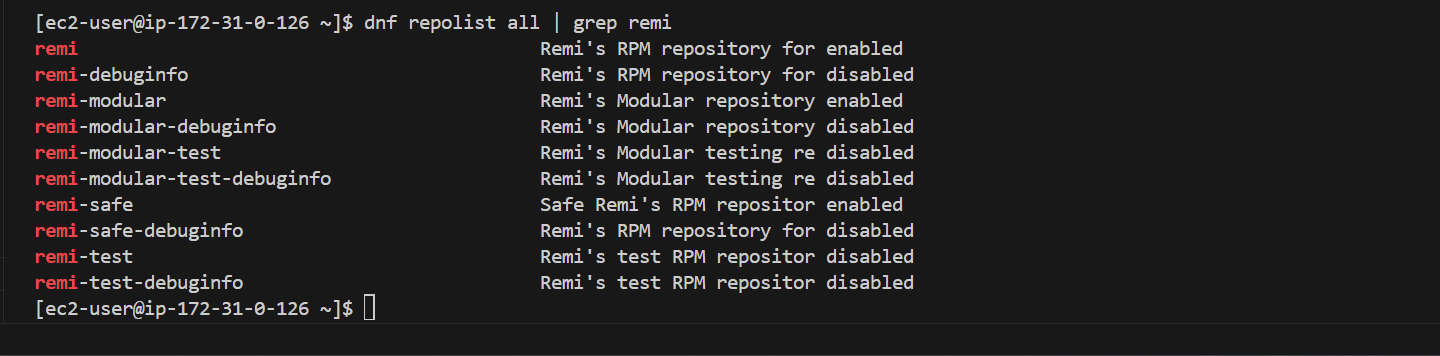 [ec2-user@ip-172-31-0-126 ~]$ dnf repolist all | grep remi
remi                                          Remi's RPM repository for enabled
remi-debuginfo                                Remi's RPM repository for disabled
remi-modular                                  Remi's Modular repository enabled
remi-modular-debuginfo                        Remi's Modular repository disabled
remi-modular-test                             Remi's Modular testing re disabled
remi-modular-test-debuginfo                   Remi's Modular testing re disabled
remi-safe                                     Safe Remi's RPM repositor enabled
remi-safe-debuginfo                           Remi's RPM repository for disabled
remi-test                                     Remi's test RPM repositor disabled
remi-test-debuginfo                           Remi's test RPM repositor disabled
[ec2-user@ip-172-31-0-126 ~]$